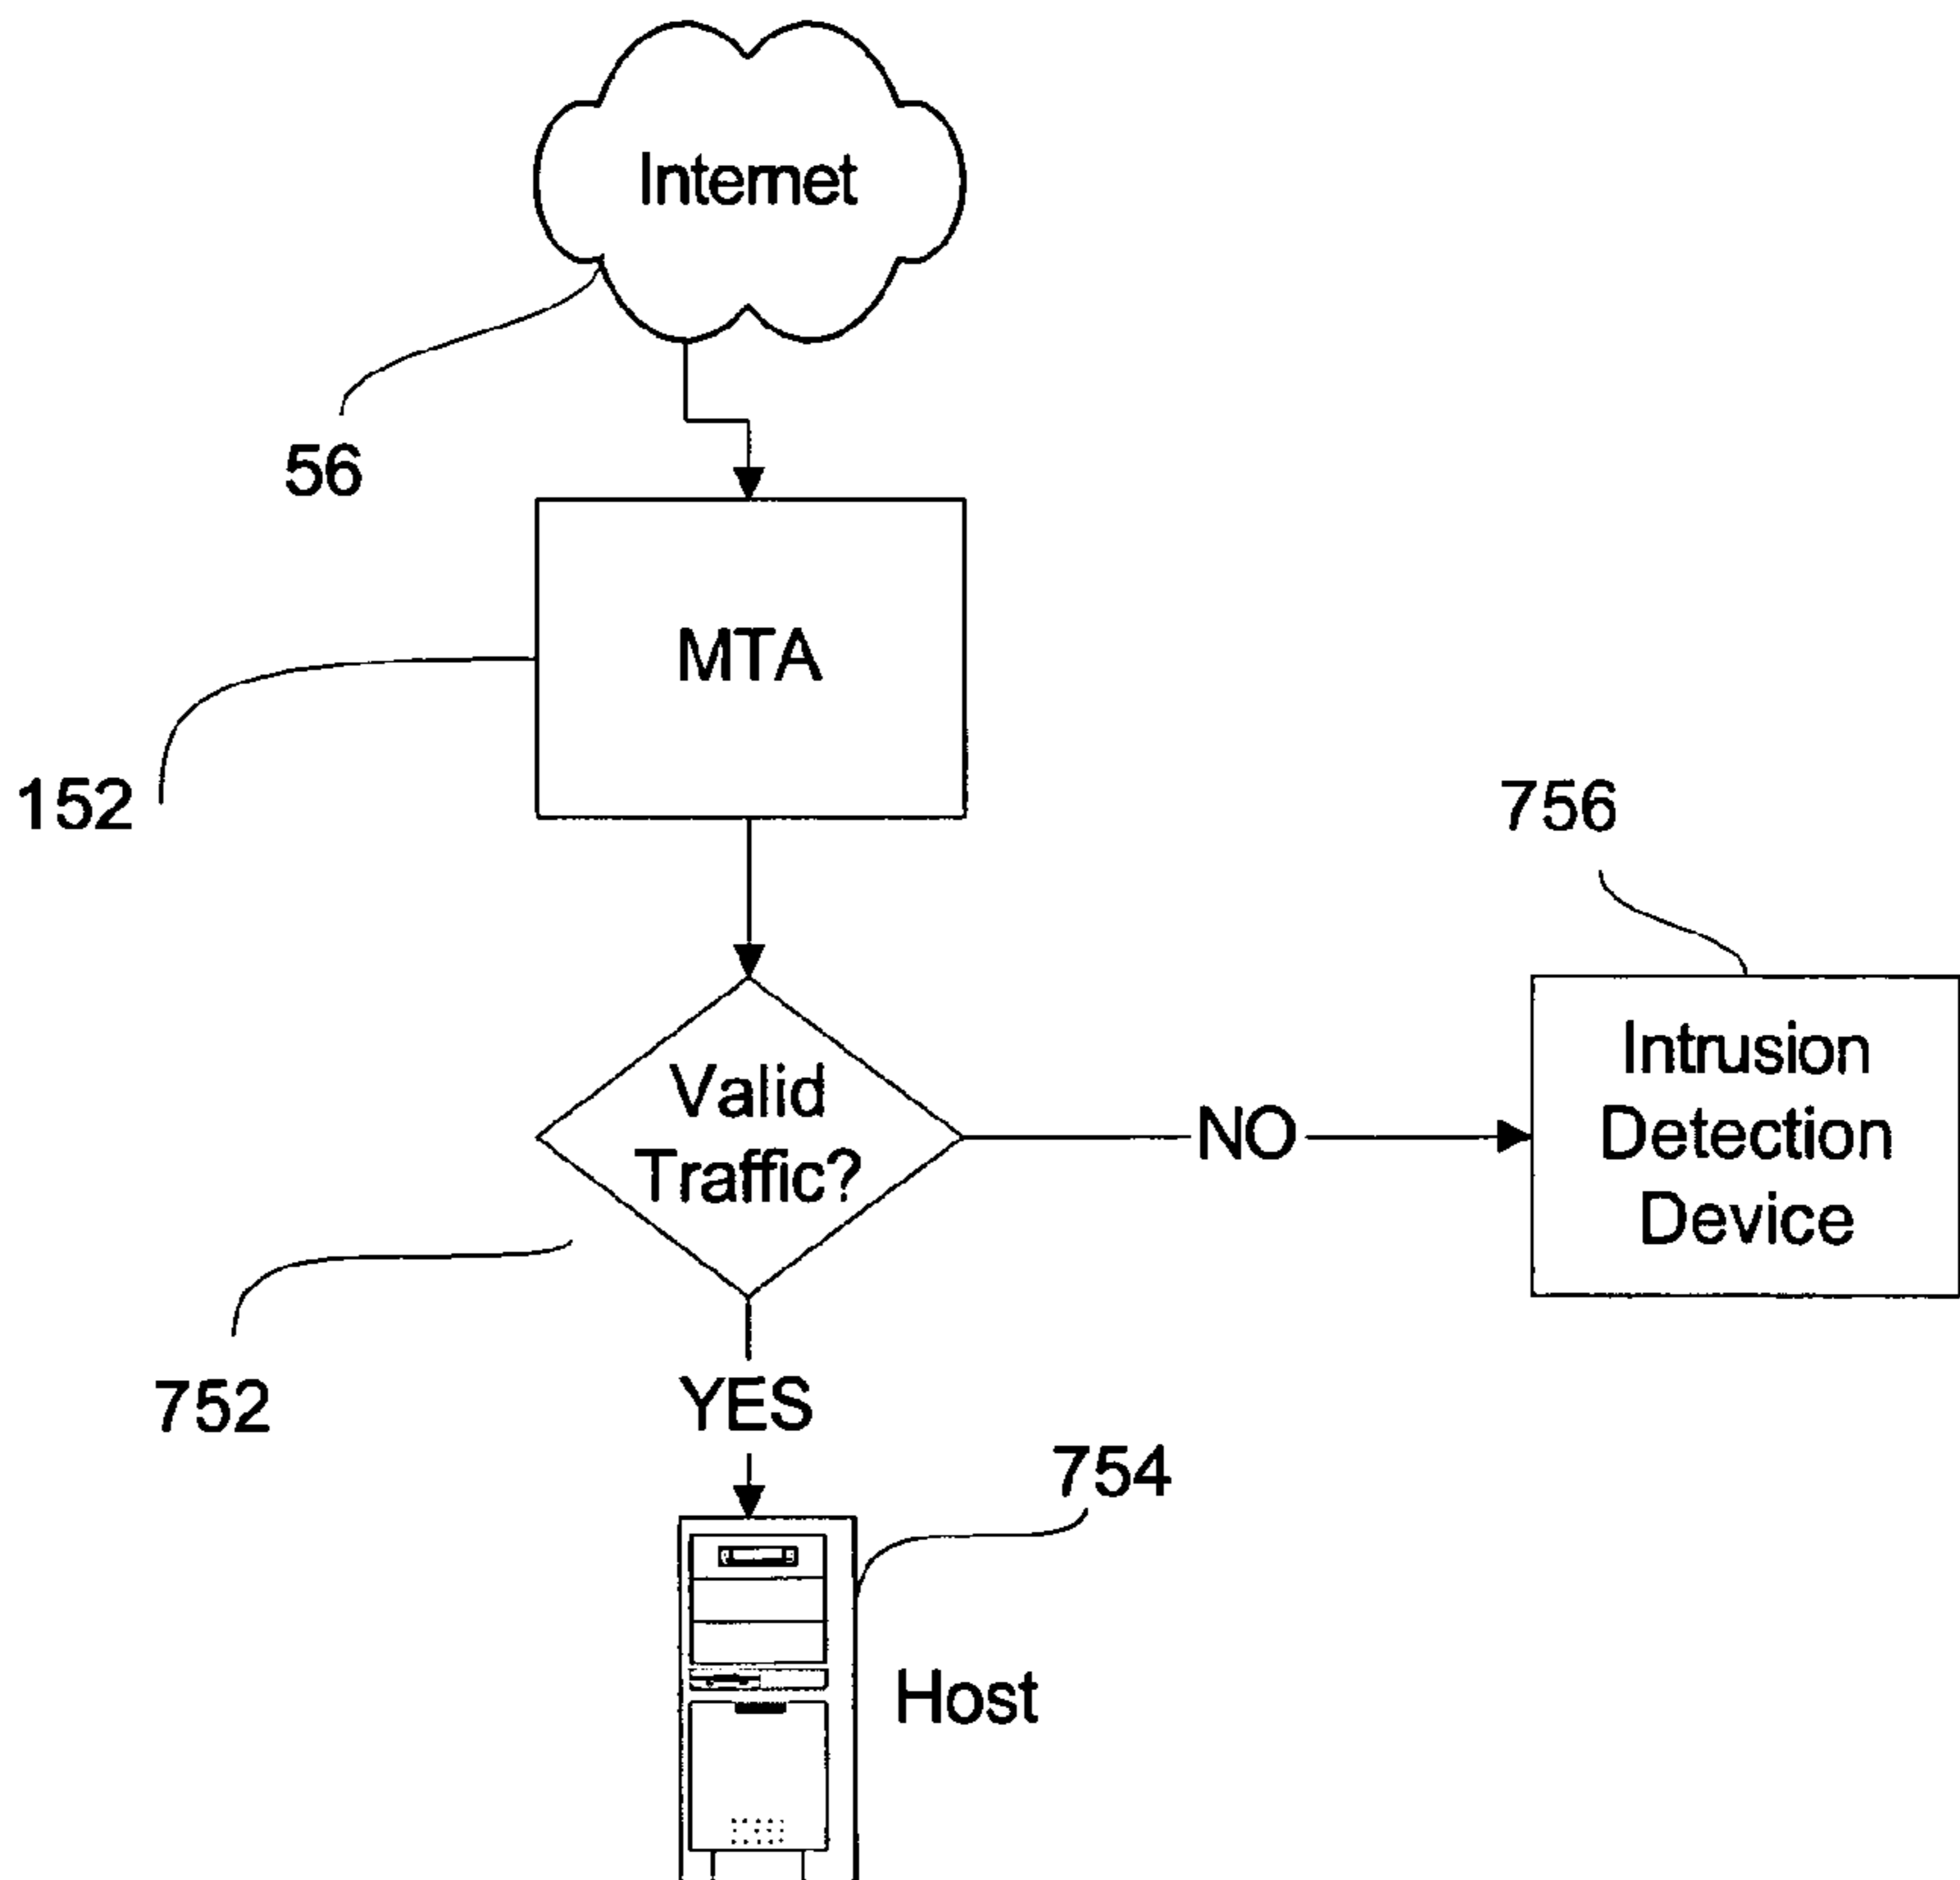 Internet
56
MTA
152
756
Intrusion
Detection
Device
Valid
Traffic?
NO
752
YES
754
Host